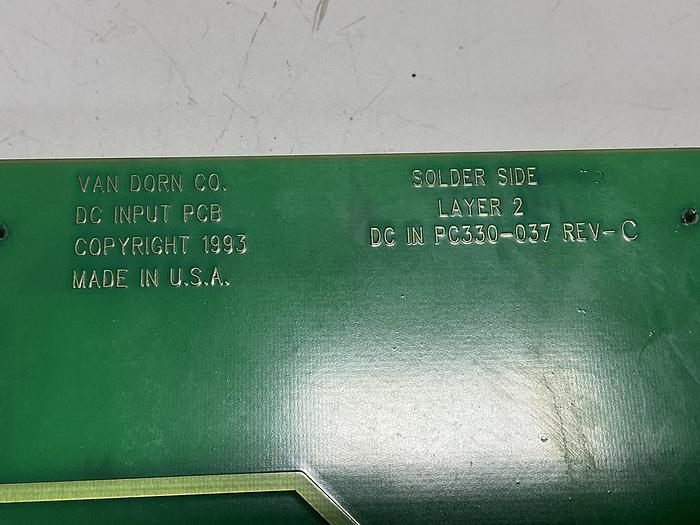 VAN DORN CO.
DC INPUT PCB
COPYRIGHT 1993
MADE IN U.S.A.
SOLDER SIDE
LAYER 2
DC IN PC330-037 REV-C